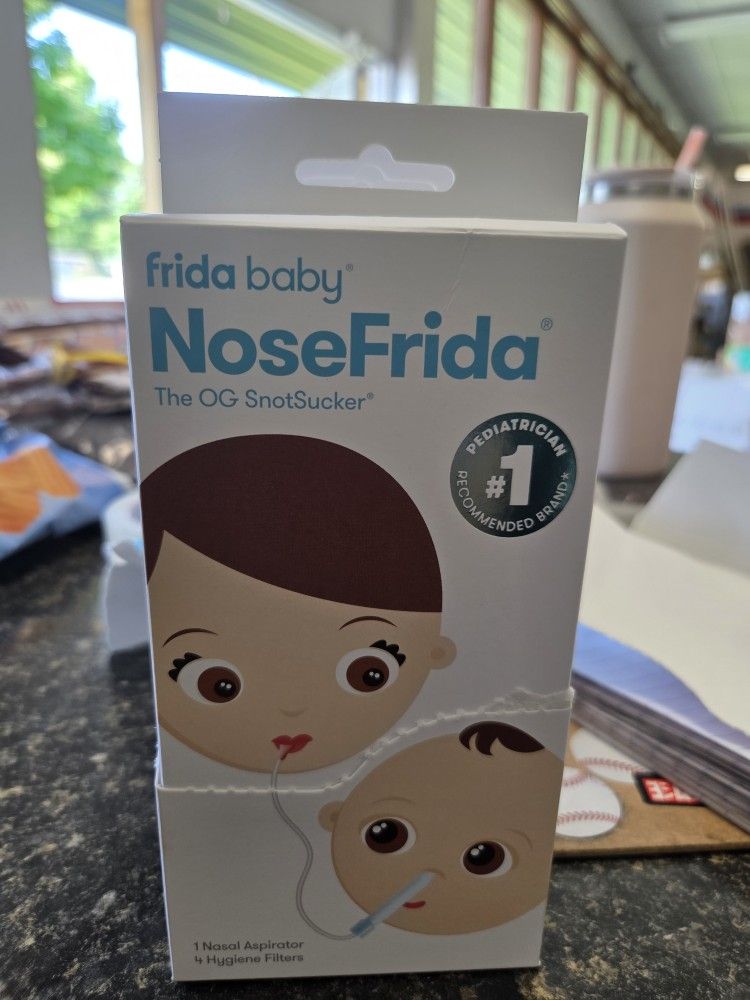 frida baby®
NoseFrida®
The OG SnotSucker®
PEDIATRICIAN
#1
RECOMMENDED BRAND*
1 Nasal Aspirator
4 Hygiene Filters